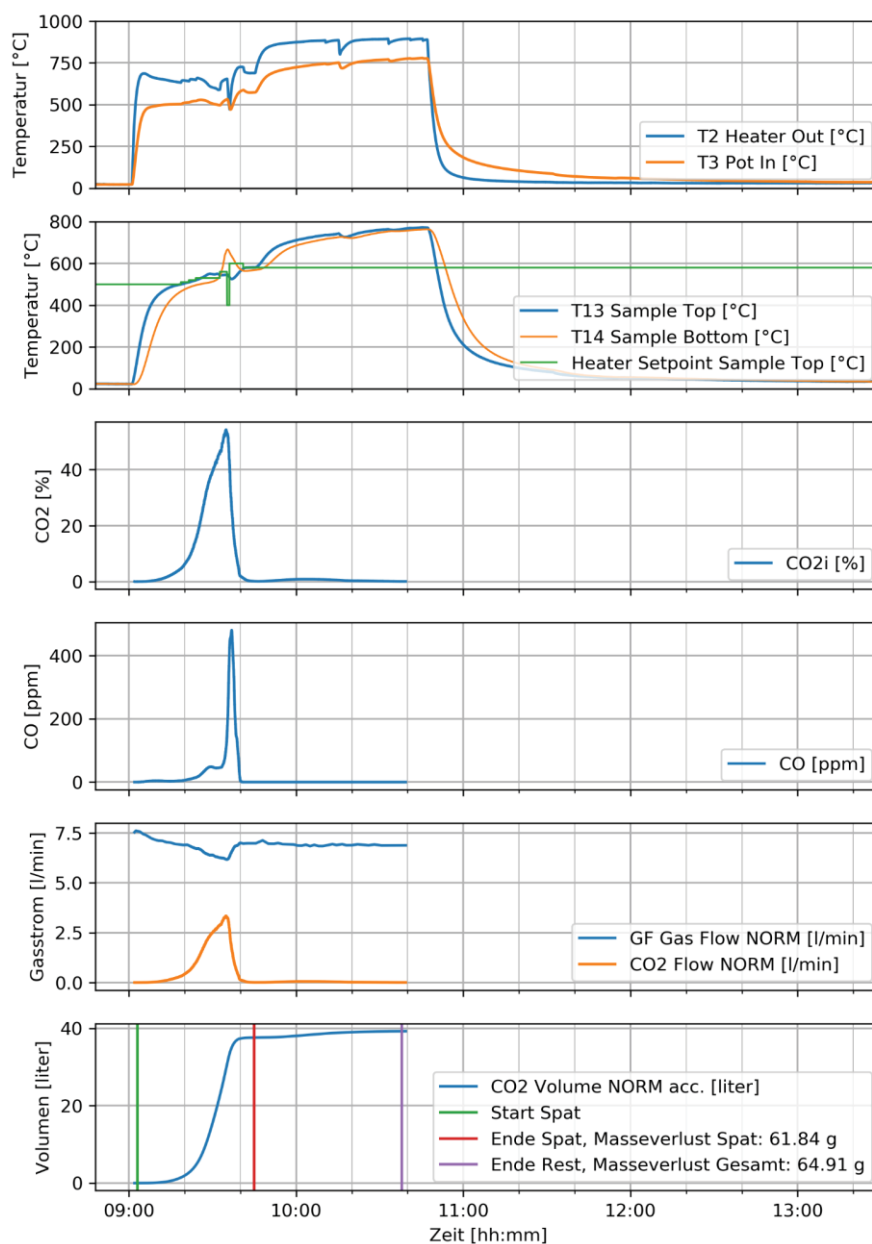 1000
750
500
250
0
Temperatur [°C]
T2 Heater Out [°C]
T3 Pot In [°C]
800
600
400
200
0
Temperatur [°C]
T13 Sample Top [°C]
T14 Sample Bottom [°C]
Heater Setpoint Sample Top [°C]
40
20
0
CO2 [%]
CO2i [%]
400
200
0
CO [ppm]
CO [ppm]
7.5
5.0
2.5
0.0
Gasstrom [l/min]
GF Gas Flow NORM [l/min]
CO2 Flow NORM [l/min]
40
20
0
Volumen [liter]
CO2 Volume NORM acc. [liter]
Start Spat
Ende Spat, Masseverlust Spat: 61.84 g
Ende Rest, Masseverlust Gesamt: 64.91 g
09:00 10:00 11:00 12:00 13:00
Zeit [hh:mm]